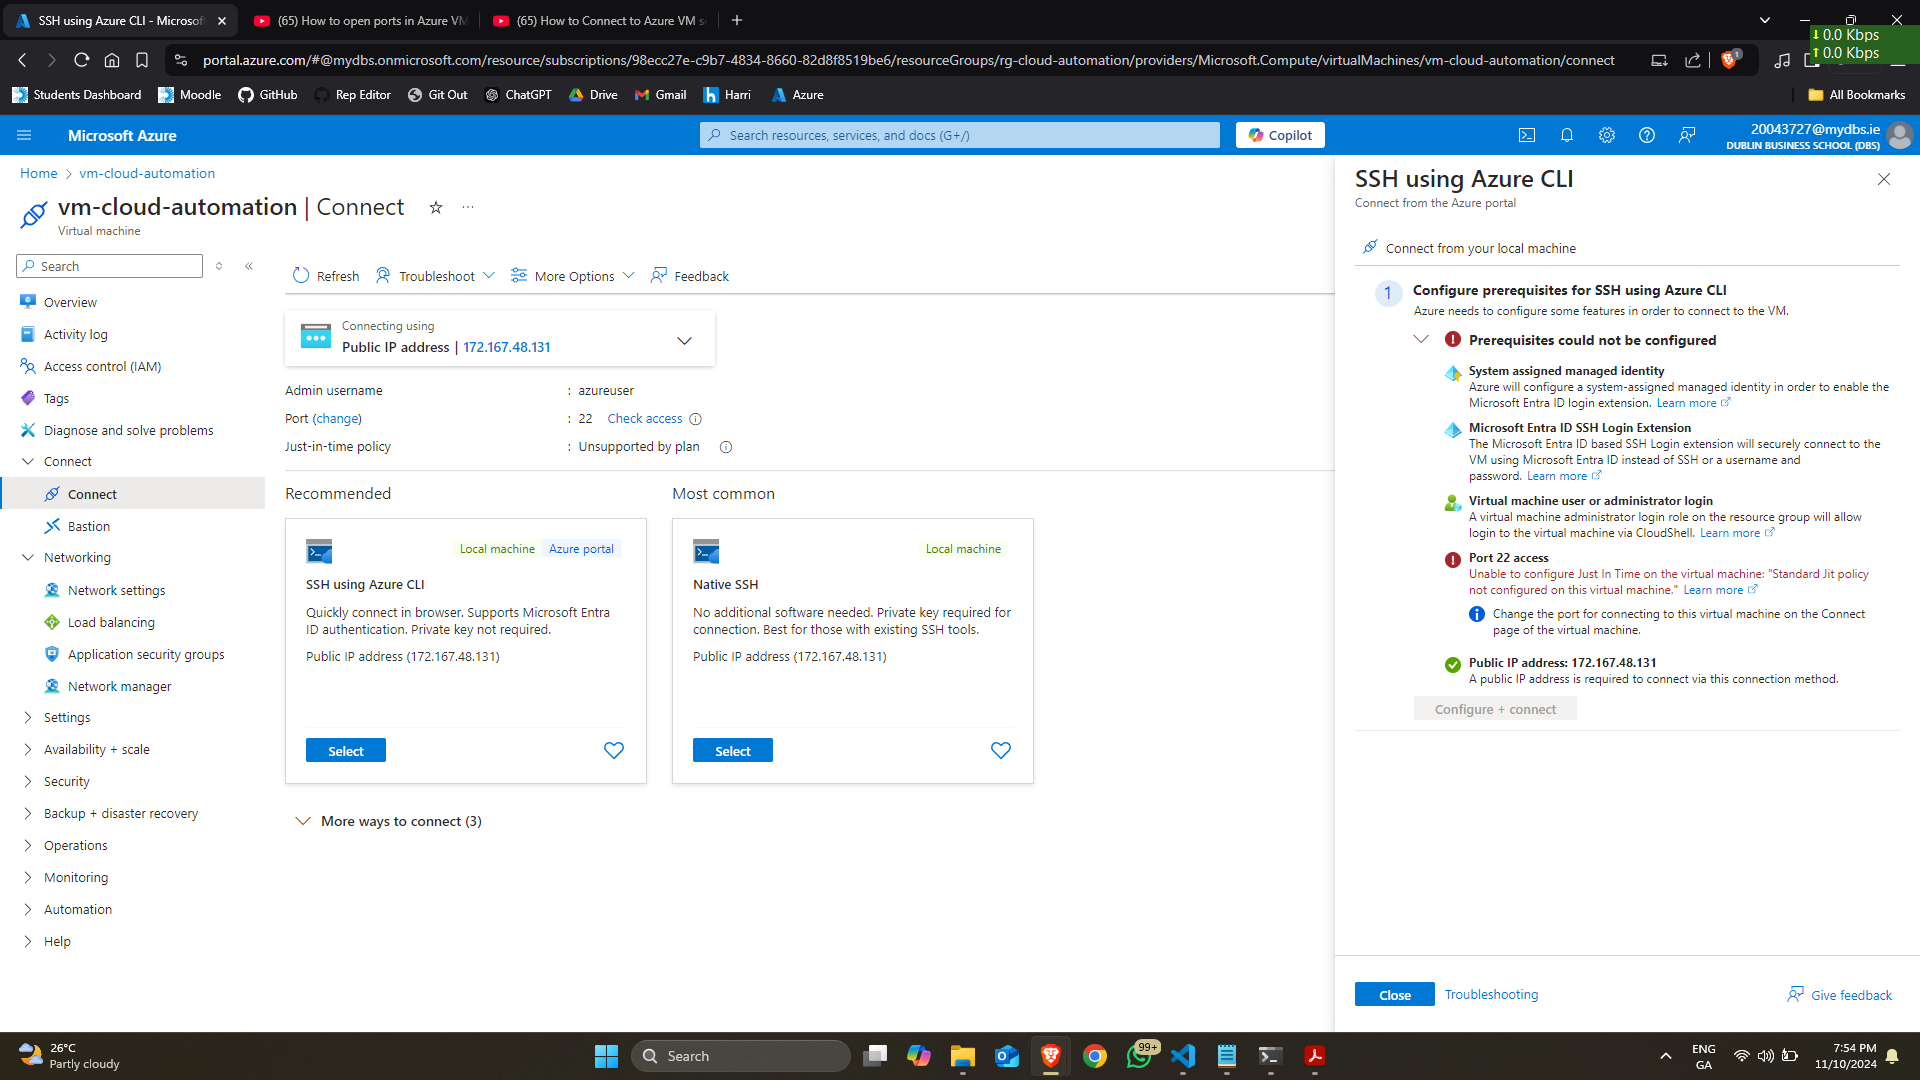 SSH using Azure CLI - Microsof
(65) How to open ports in Azure VM
(65) How to Connect to Azure VM s
0.0 Kbps
0.0 Kbps
portal.azure.com/#@mydbs.onmicrosoft.com/resource/subscriptions/98ecc27e-c9b7-4834-8660-82d8f8519be6/resourceGroups/rg-cloud-automation/providers/Microsoft.Compute/virtualMachines/vm-cloud-automation/connect
1
Students Dashboard
Moodle
GitHub
Rep Editor
Git Out
ChatGPT
Drive
Gmail
Harri
Azure
All Bookmarks
Microsoft Azure
Search resources, services, and docs (G+/)
Copilot
20043727@mydbs.ie
DUBLIN BUSINESS SCHOOL (DBS)
Home
vm-cloud-automation
vm-cloud-automation | Connect
Virtual machine
Search
Overview
Activity log
Access control (IAM)
Tags
Diagnose and solve problems
Connect
Connect
Bastion
Networking
Network settings
Load balancing
Application security groups
Network manager
Settings
Availability + scale
Security
Backup + disaster recovery
Operations
Monitoring
Automation
Help
Refresh
Troubleshoot
More Options
Feedback
Connecting using
Public IP address | 172.167.48.131
Admin username : azureuser
Port (change) : 22 Check access
Just-in-time policy : Unsupported by plan
Recommended
Local machine
Azure portal
SSH using Azure CLI
Quickly connect in browser. Supports Microsoft Entra
ID authentication. Private key not required.
Public IP address (172.167.48.131)
Select
Most common
Local machine
Native SSH
No additional software needed. Private key required for
connection. Best for those with existing SSH tools.
Public IP address (172.167.48.131)
Select
More ways to connect (3)
SSH using Azure CLI
Connect from the Azure portal
Connect from your local machine
1
Configure prerequisites for SSH using Azure CLI
Azure needs to configure some features in order to connect to the VM.
Prerequisites could not be configured
System assigned managed identity
Azure will configure a system-assigned managed identity in order to enable the
Microsoft Entra ID login extension. Learn more
Microsoft Entra ID SSH Login Extension
The Microsoft Entra ID based SSH Login extension will securely connect to the
VM using Microsoft Entra ID instead of SSH or a username and
password. Learn more
Virtual machine user or administrator login
A virtual machine administrator login role on the resource group will allow
login to the virtual machine via CloudShell. Learn more
Port 22 access
Unable to configure Just In Time on the virtual machine: "Standard Jit policy
not configured on this virtual machine." Learn more
Change the port for connecting to this virtual machine on the Connect
page of the virtual machine.
Public IP address: 172.167.48.131
A public IP address is required to connect via this connection method.
Configure + connect
Close
Troubleshooting
Give feedback
26°C
Partly cloudy
Search
99+
ENG
GA
7:54 PM
11/10/2024